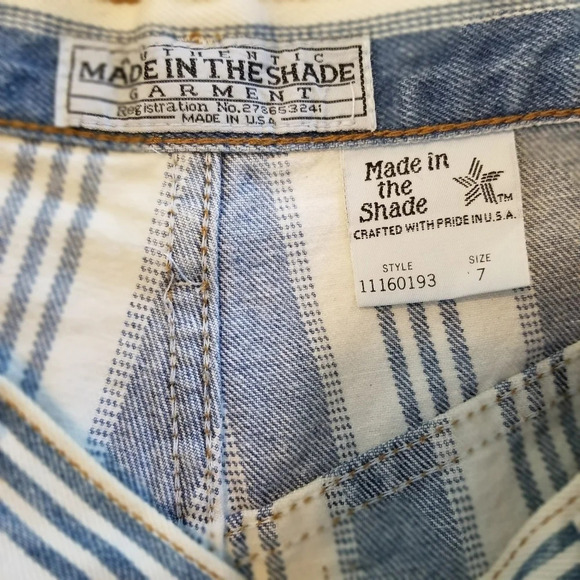 AUTHENTIC
MADE IN THE SHADE
GARMENT
Registration No. 278653241
MADE IN U.S.A
Made in
the
Shade
TM
CRAFTED WITH PRIDE IN U.S.A.
STYLE SIZE
11160193 7